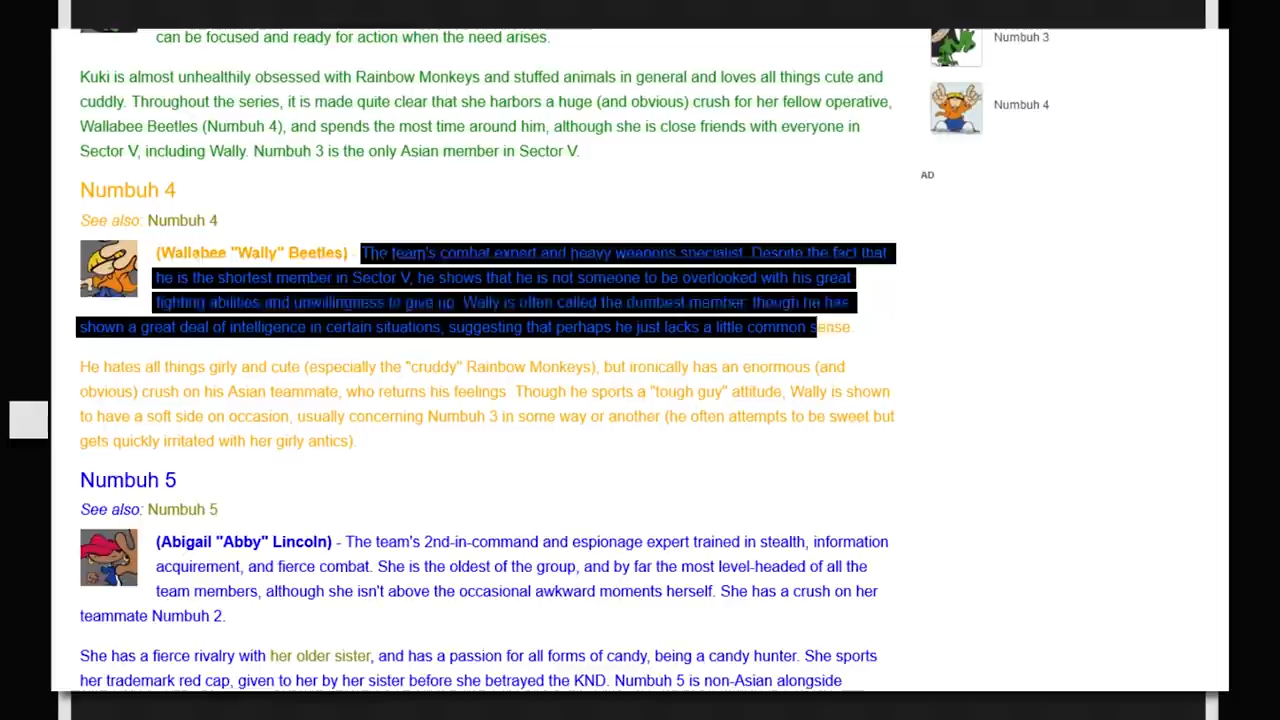 can be focused and ready for action when the need arises.
Kuki is almost unhealthily obsessed with Rainbow Monkeys and stuffed animals in general and loves all things cute and
cuddly. Throughout the series, it is made quite clear that she harbors a huge (and obvious) crush for her fellow operative,
Wallabee Beetles (Numbuh 4), and spends the most time around him, although she is close friends with everyone in
Sector V, including Wally. Numbuh 3 is the only Asian member in Sector V.
Numbuh 4
See also: Numbuh 4
(Wallabee "Wally" Beetles) - The team's combat expert and heavy weapons specialist. Despite the fact that
he is the shortest member in Sector V, he shows that he is not someone to be overlooked with his great
fighting abilities and unwillingness to give up. Wally is often called the dumbest member: though he has
shown a great deal of intelligence in certain situations, suggesting that perhaps he just lacks a little common sense.
He hates all things girly and cute (especially the "cruddy" Rainbow Monkeys), but ironically has an enormous (and
obvious) crush on his Asian teammate, who returns his feelings. Though he sports a "tough guy" attitude, Wally is shown
to have a soft side on occasion, usually concerning Numbuh 3 in some way or another (he often attempts to be sweet but
gets quickly irritated with her girly antics).
Numbuh 5
See also: Numbuh 5
(Abigail "Abby" Lincoln) - The team's 2nd-in-command and espionage expert trained in stealth, information
acquirement, and fierce combat. She is the oldest of the group, and by far the most level-headed of all the
team members, although she isn't above the occasional awkward moments herself. She has a crush on her
teammate Numbuh 2.
She has a fierce rivalry with her older sister, and has a passion for all forms of candy, being a candy hunter. She sports
her trademark red cap, given to her by her sister before she betrayed the KND. Numbuh 5 is non-Asian alongside
Numbuh 3
Numbuh 4
AD